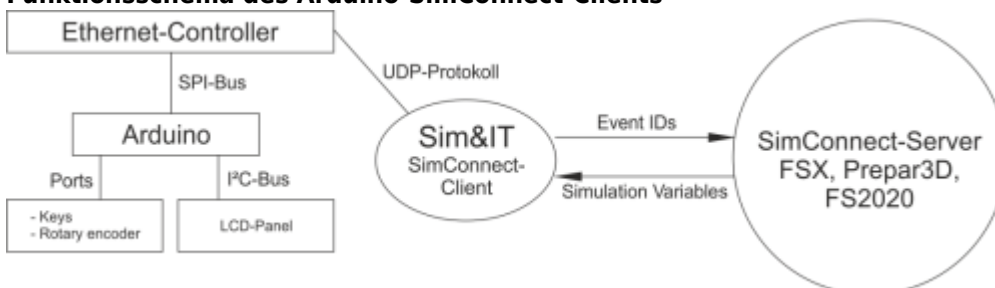 Funktionsschema des Arduino-SimConnect-Clients
Ethernet-Controller
SPI-Bus
UDP-Protokoll
Arduino
Ports
I²C-Bus
- Keys
- Rotary encoder
LCD-Panel
Sim&IT
SimConnect-
Client
Event IDs
Simulation Variables
SimConnect-Server
FSX, Prepar3D,
FS2020